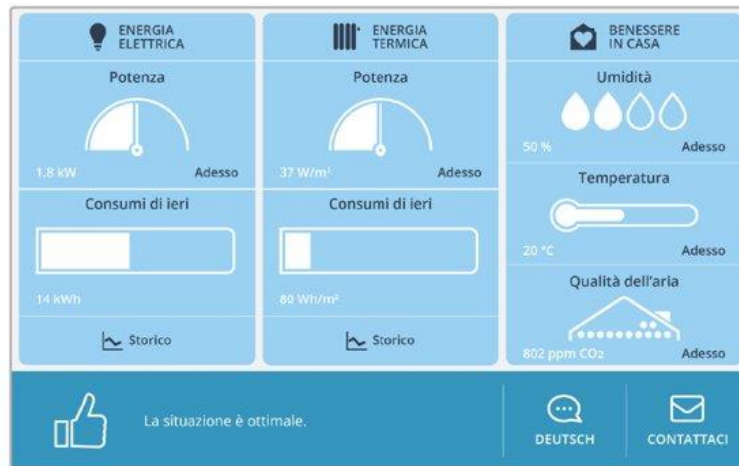 ENERGIA
ELETTRICA
Potenza
1.8 kW
Adesso
Consumi di ieri
14 kWh
Storico
ENERGIA
TERMICA
Potenza
37 W/m²
Adesso
Consumi di ieri
80 Wh/m²
Storico
BENESSERE
IN CASA
Umidità
50 %
Adesso
Temperatura
20 °C
Adesso
Qualità dell'aria
802 ppm CO2
Adesso
La situazione è ottimale.
DEUTSCH
CONTATTACI